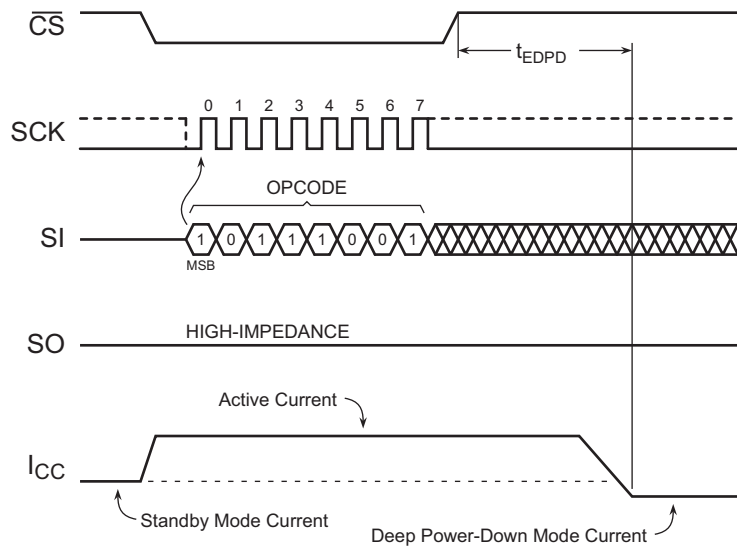 CS
tEDPD
0 1 2 3 4 5 6 7
SCK
OPCODE
SI
1 0 1 1 1 0 0 1
MSB
HIGH-IMPEDANCE
SO
Active Current
ICC
Standby Mode Current
Deep Power-Down Mode Current